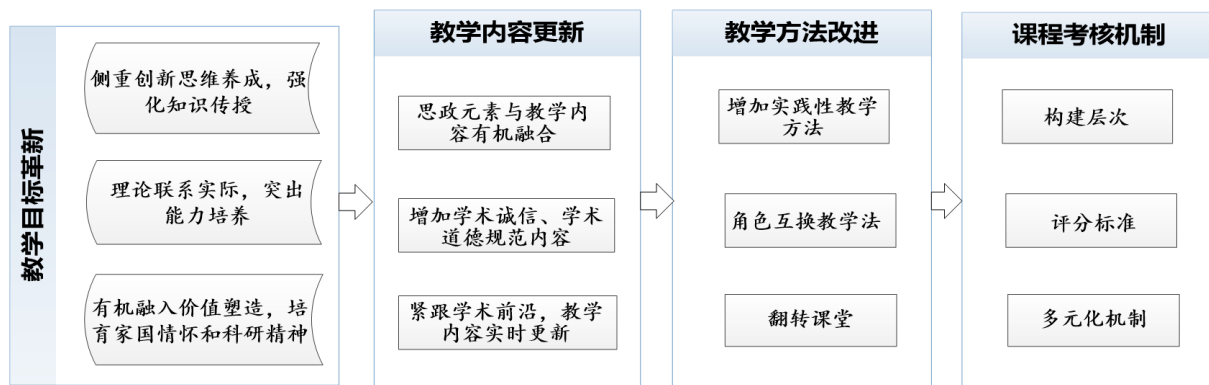 教学目标革新
侧重创新思维养成，强
化知识传授
理论联系实际，突出
能力培养
有机融入价值塑造，培
育家国情怀和科研精神
教学内容更新
思政元素与教学内
容有机融合
增加学术诚信、学术
道德规范内容
紧跟学术前沿，教学
内容实时更新
教学方法改进
增加实践性教学
方法
角色互换教学法
翻转课堂
课程考核机制
构建层次
评分标准
多元化机制